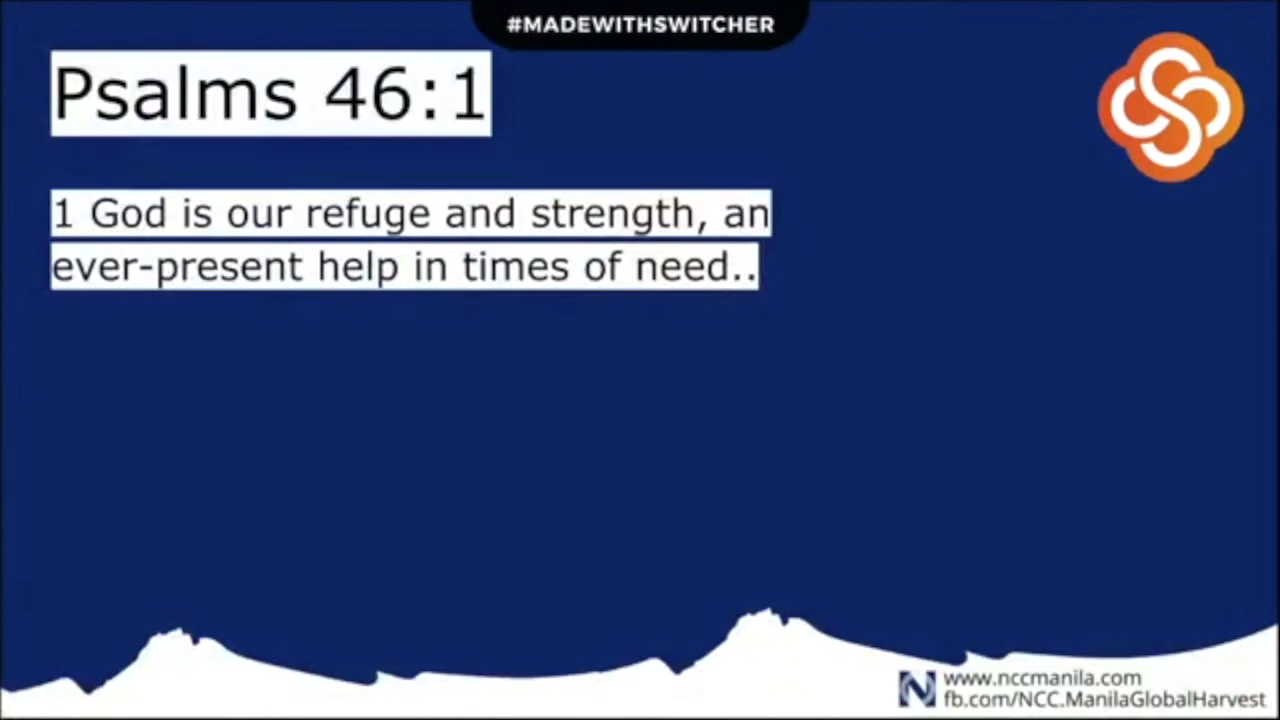 #MADEWITHSWITCHER
Psalms 46:1
1 God is our refuge and strength, an
ever-present help in times of need..
www.nccmanila.com
fb.com/NCC.ManilaGlobalHarvest